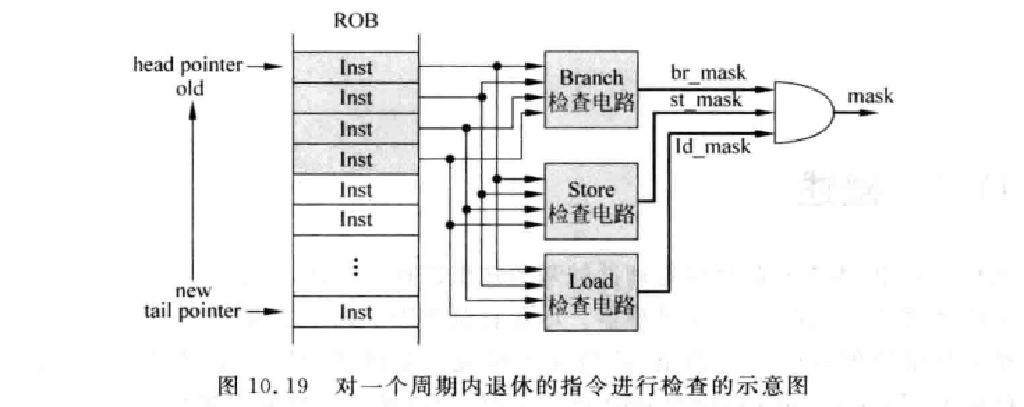 ROB
head pointer
old
Inst
Inst
Inst
Inst
Inst
Inst
⋮
Inst
new
tail pointer
Branch
检查电路
Store
检查电路
Load
检查电路
br_mask
st_mask
ld_mask
mask
图 10.19 对一个周期内退休的指令进行检查的示意图